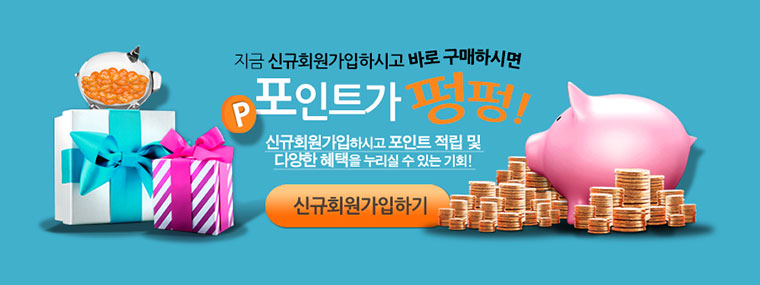 지금 신규회원가입하시고 바로 구매하시면
P 포인트가 펑펑!
신규회원가입하시고 포인트 적립 및
다양한 혜택을 누리실 수 있는 기회!
신규회원가입하기